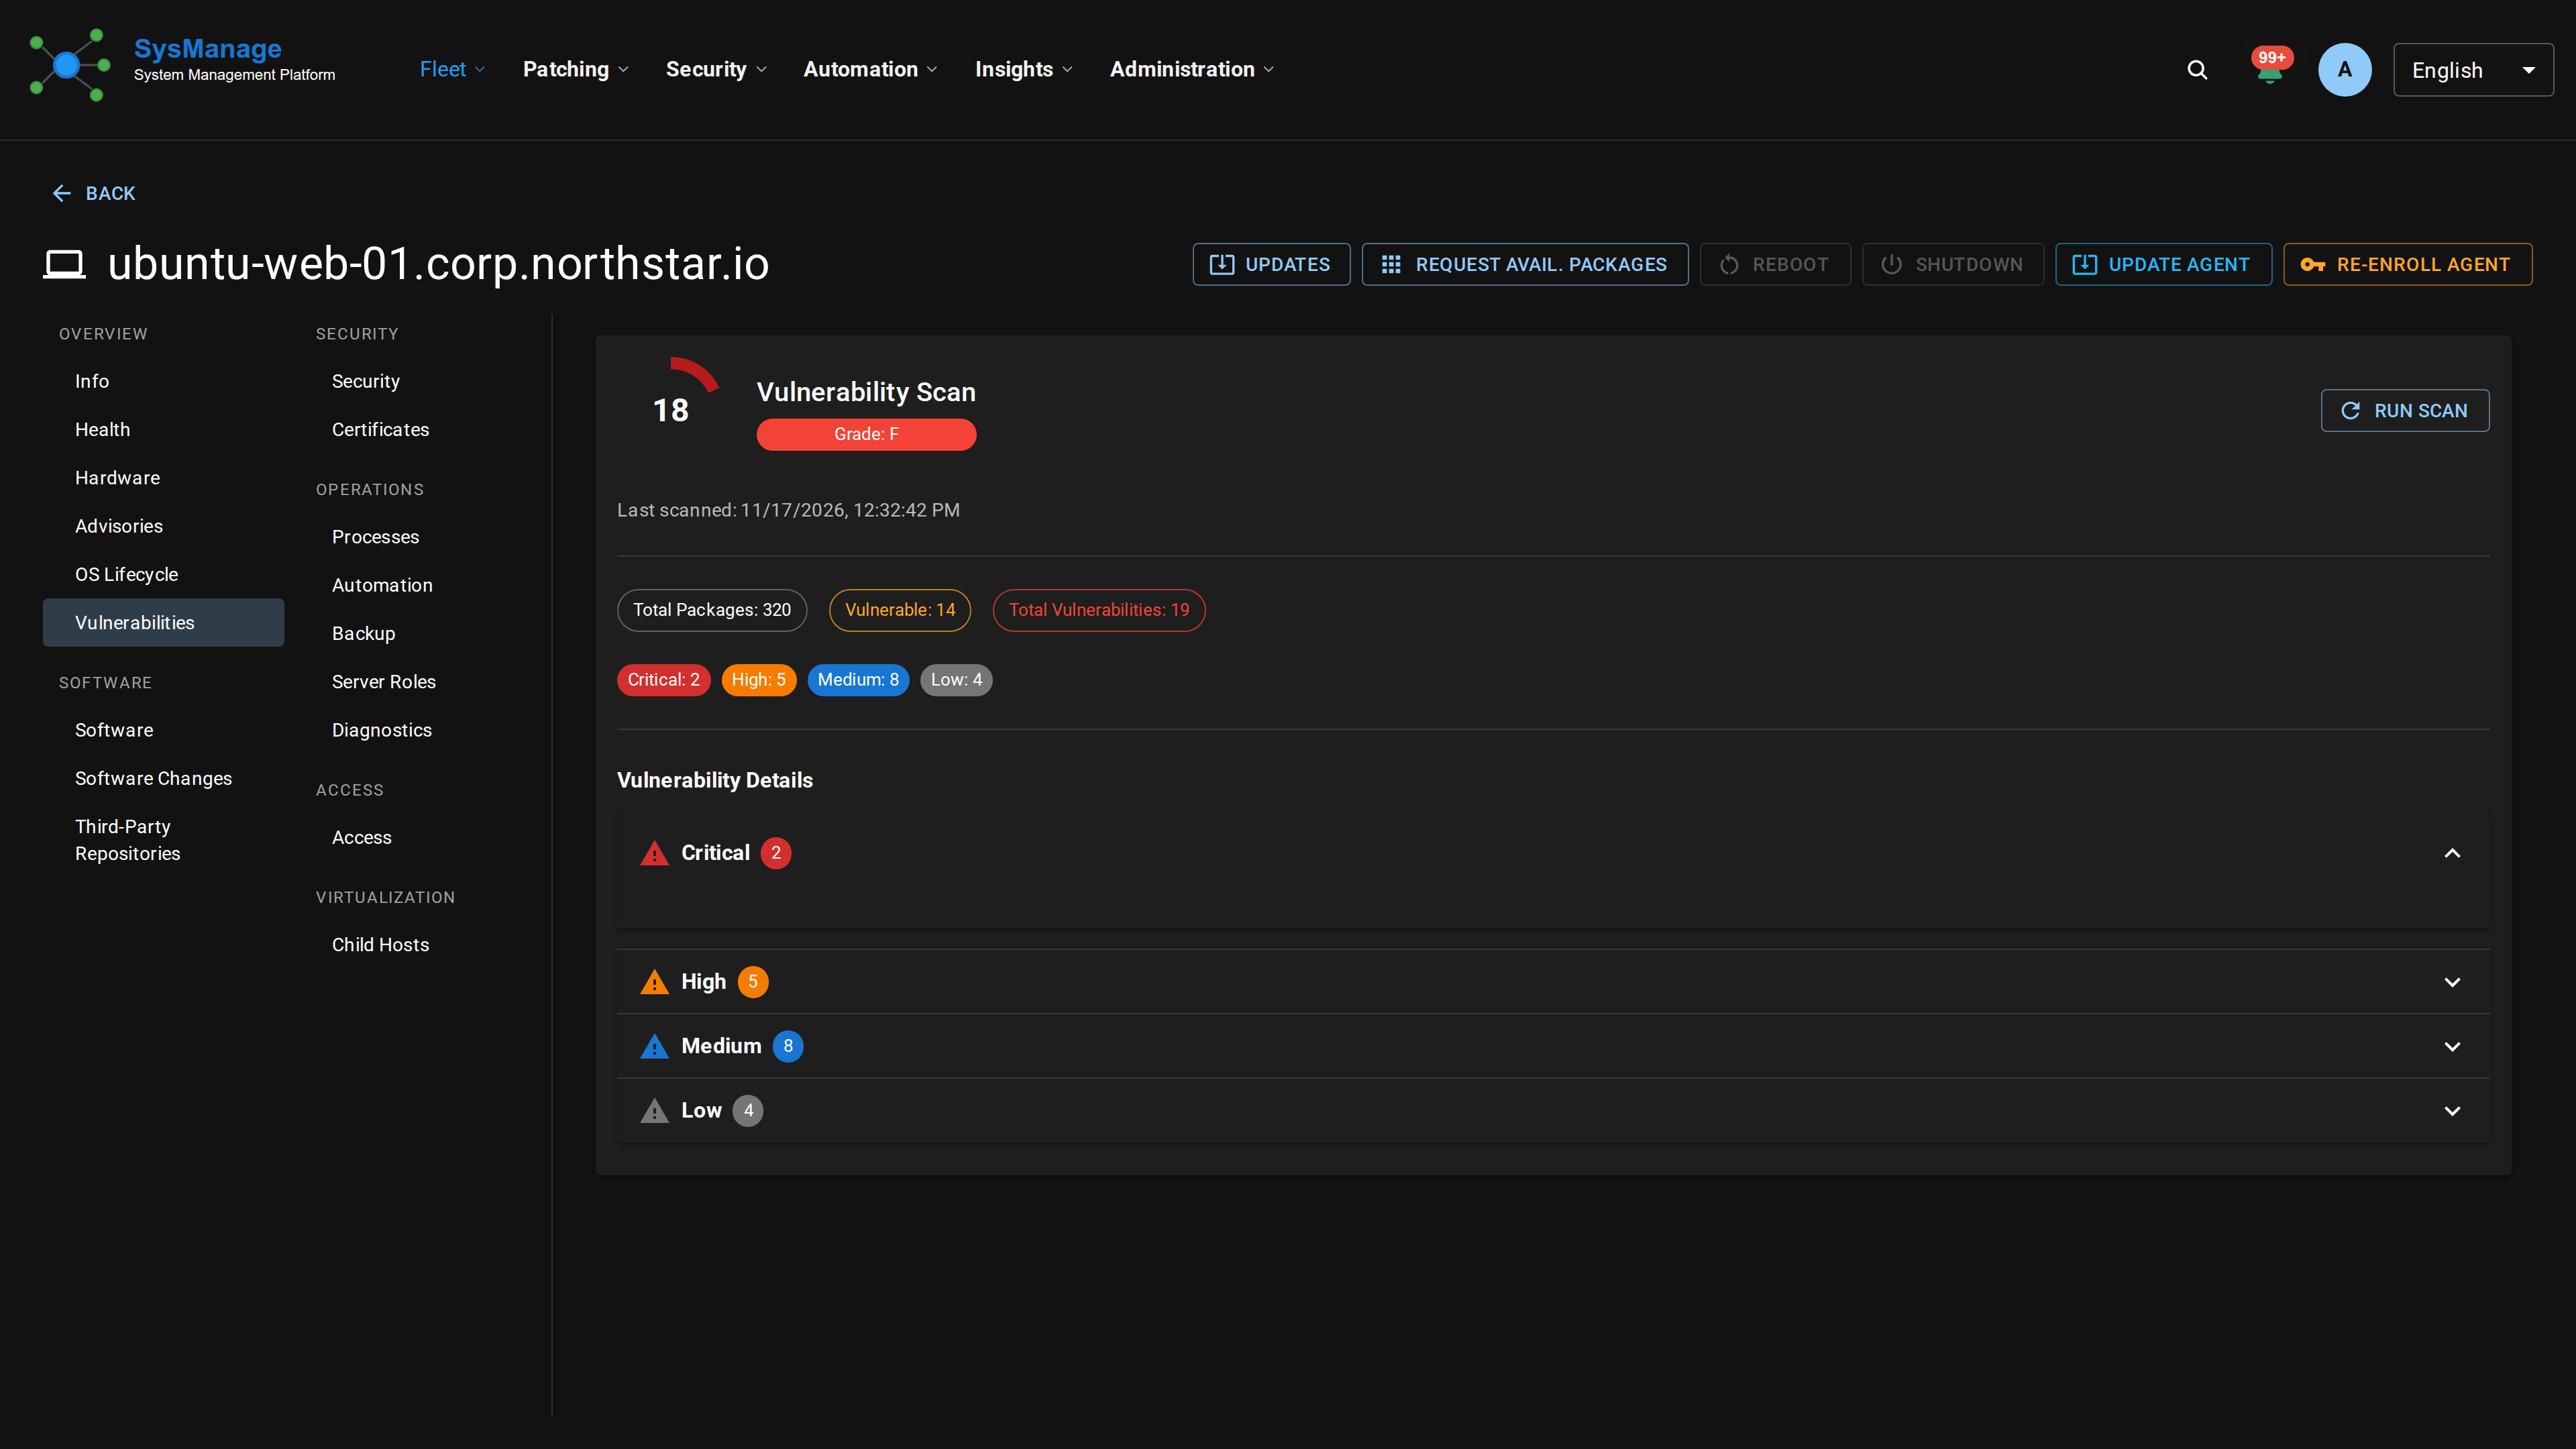 SysManage
System Management Platform
Fleet
Patching
Security
Automation
Insights
Administration
99+
A
English
BACK
ubuntu-web-01.corp.northstar.io
UPDATES
REQUEST AVAIL. PACKAGES
REBOOT
SHUTDOWN
UPDATE AGENT
RE-ENROLL AGENT
OVERVIEW
Info
Health
Hardware
Advisories
OS Lifecycle
Vulnerabilities
SOFTWARE
Software
Software Changes
Third-Party
Repositories
SECURITY
Security
Certificates
OPERATIONS
Processes
Automation
Backup
Server Roles
Diagnostics
ACCESS
Access
VIRTUALIZATION
Child Hosts
18
Vulnerability Scan
Grade: F
RUN SCAN
Last scanned: 11/17/2026, 12:32:42 PM
Total Packages: 320
Vulnerable: 14
Total Vulnerabilities: 19
Critical: 2
High: 5
Medium: 8
Low: 4
Vulnerability Details
Critical 2
High 5
Medium 8
Low 4